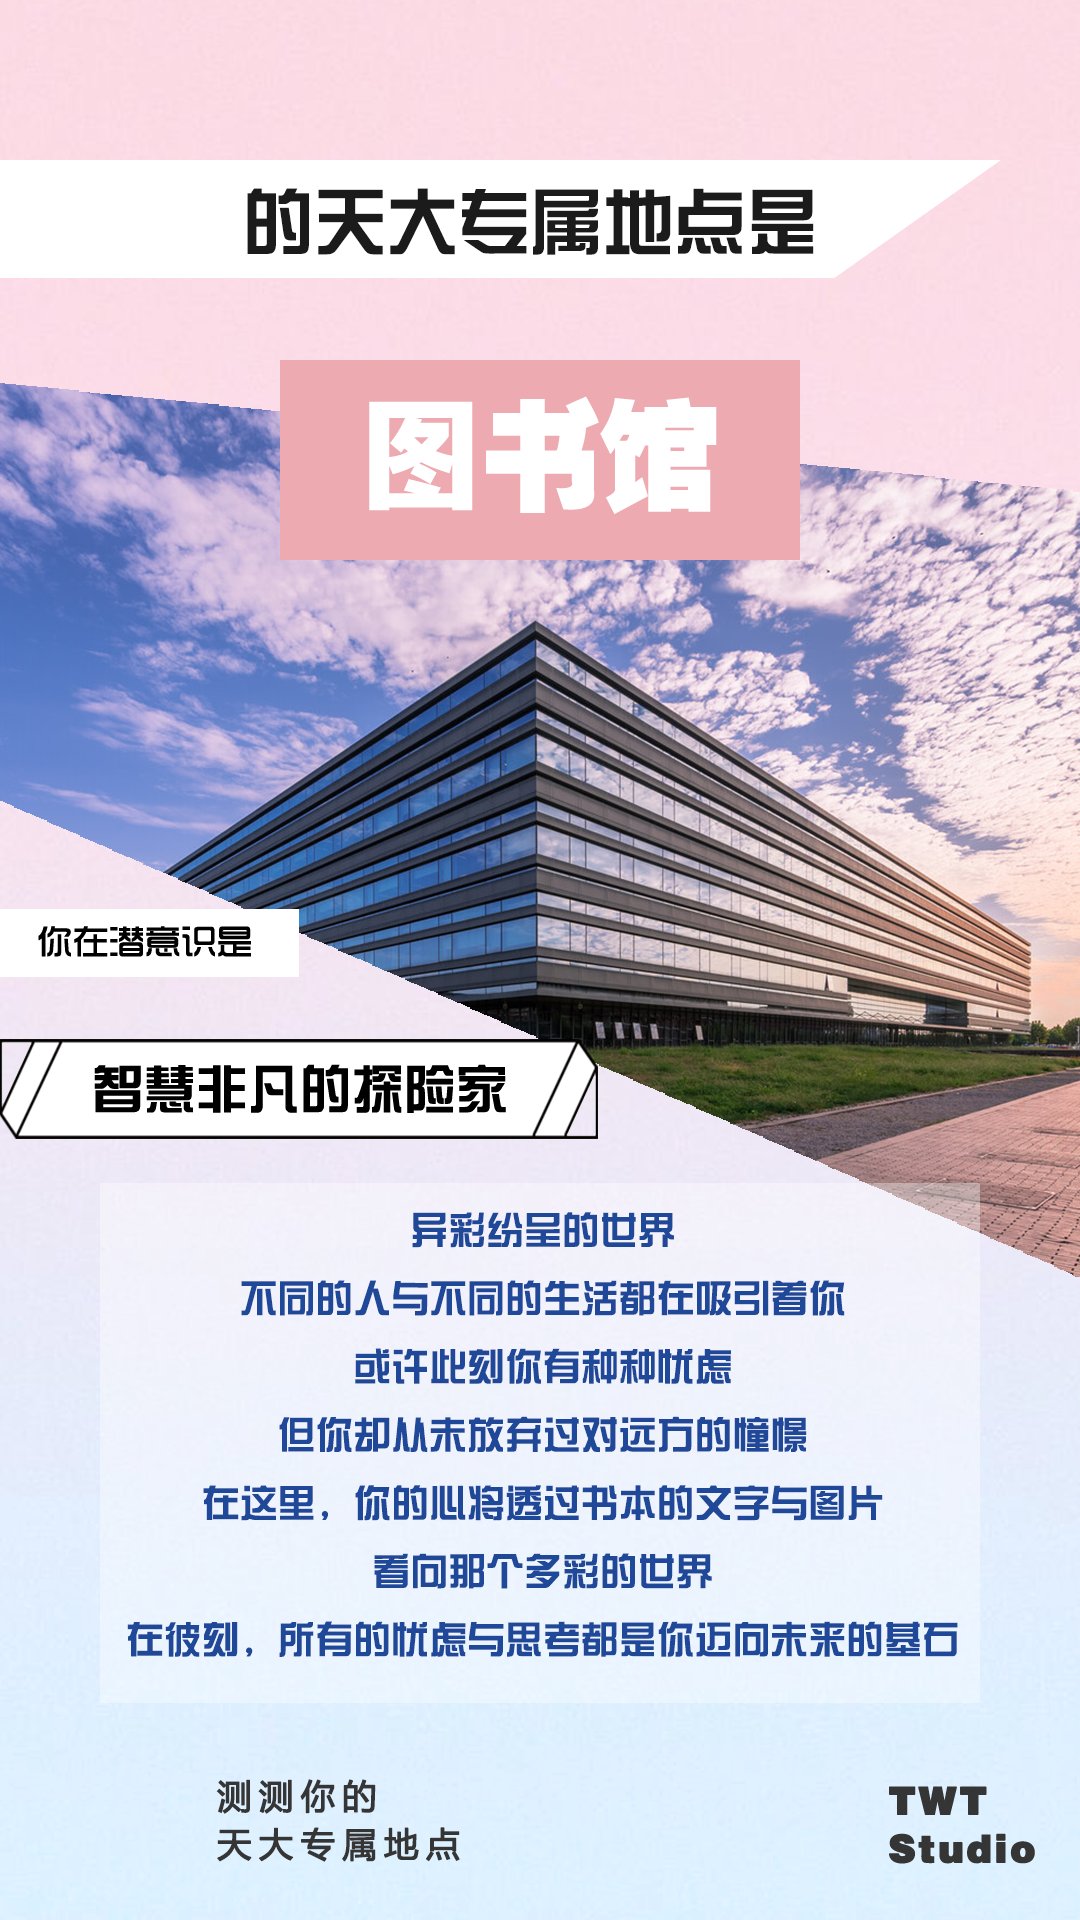 的天大专属地点是
图书馆
你在潜意识是
智慧非凡的探险家
异彩纷呈的世界
不同的人与不同的生活都在吸引着你
或许此刻你有种种忧虑
但你却从未放弃过对远方的憧憬
在这里，你的心将透过书本的文字与图片
看向那个多彩的世界
在彼刻，所有的忧虑与思考都是你迈向未来的基石
测测你的
天大专属地点
TWT
Studio